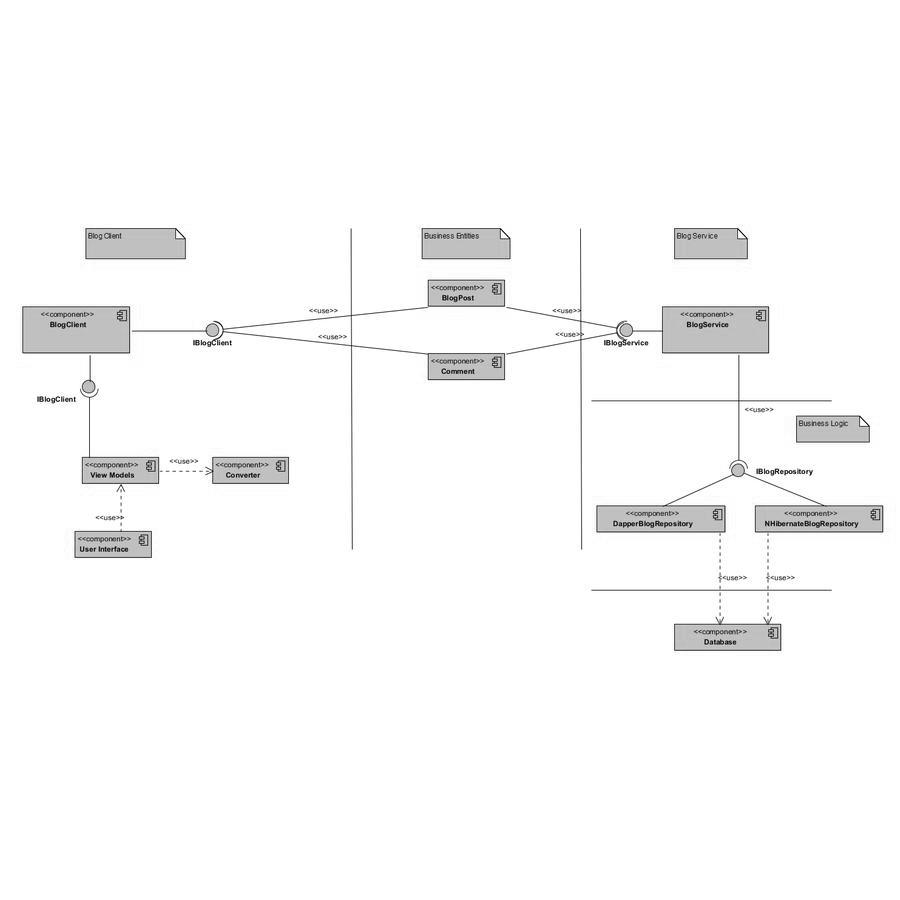 Blog Client
Business Entities
Blog Service
<<component>>
BlogPost
<<component>>
BlogClient
<<use>>
<<use>>
<<component>>
BlogService
IBlogClient
<<use>>
<<use>>
IBlogService
<<component>>
Comment
IBlogClient
<<use>>
Business Logic
<<component>>
View Models
<<use>>
<<component>>
Converter
IBlogRepository
<<use>>
<<component>>
DapperBlogRepository
<<component>>
NHibernateBlogRepository
<<component>>
User Interface
<<use>>
<<use>>
<<component>>
Database